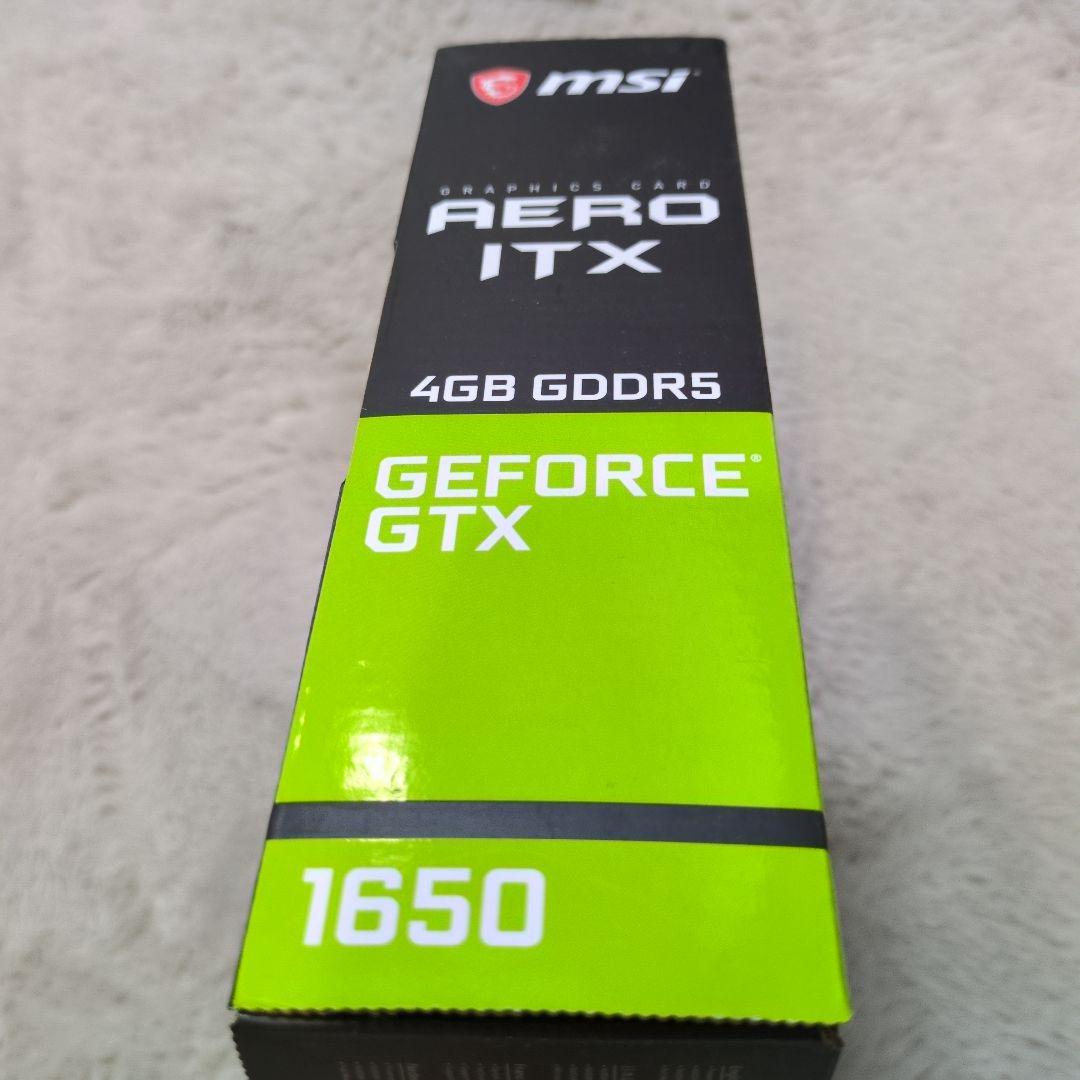 msi
GRAPHICS CARD
AERO
ITX
4GB GDDR5
GEFORCE®
GTX
1650